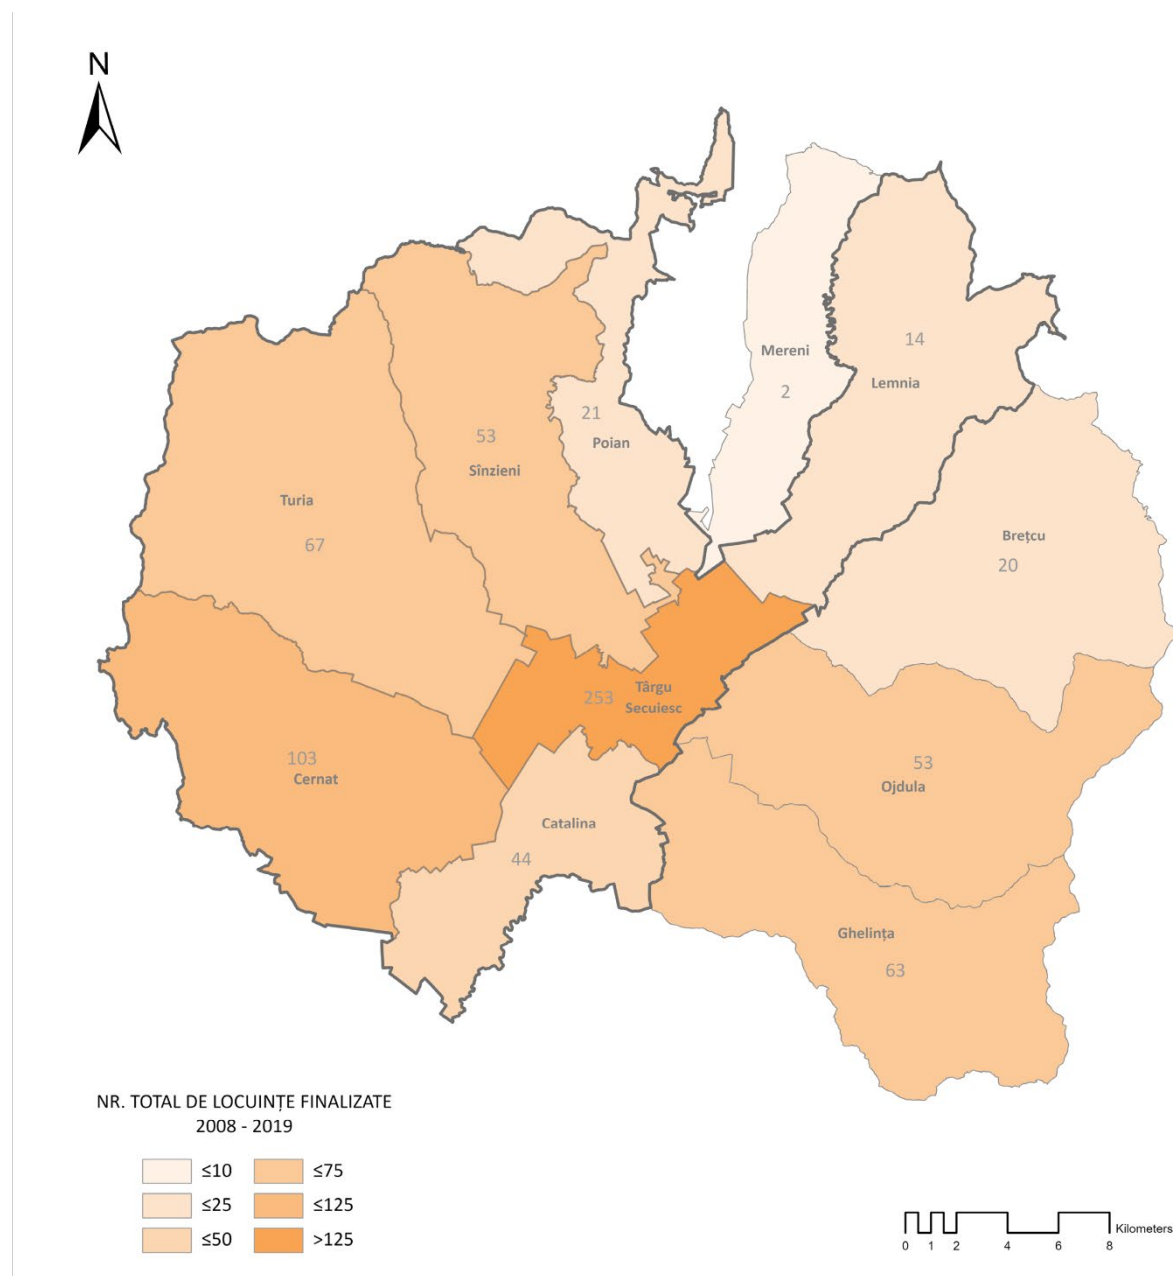 N
Mereni
2
14
Lemnia
21
Poian
53
Sînzieni
Turia
67
Brețcu
20
253
Târgu
Secuiesc
103
Cernat
53
Ojdula
Catalina
44
Ghelința
63
NR. TOTAL DE LOCUINȚE FINALIZATE
2008 - 2019
≤10 ≤75
≤25 ≤125
≤50 >125
Kilometers
0 1 2 4 6 8